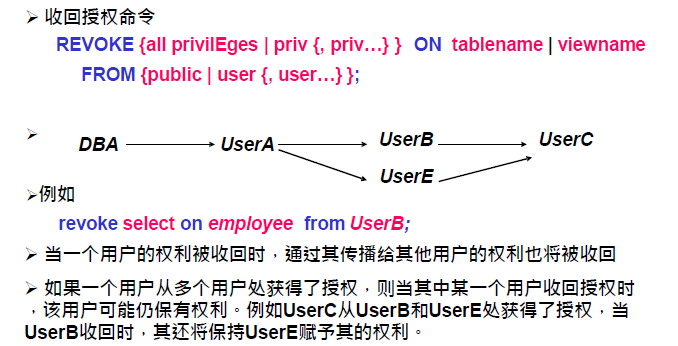 ➢ 收回授权命令
REVOKE {all privilEges | priv {, priv…} } ON tablename | viewname
FROM {public | user {, user…} };
➢ DBA UserA UserB UserC
UserE
➢例如
revoke select on employee from UserB;
➢ 当一个用户的权利被收回时，通过其传播给其他用户的权利也将被收回
➢ 如果一个用户从多个用户处获得了授权，则当其中某一个用户收回授权时
，该用户可能仍保有权利。例如UserC从UserB和UserE处获得了授权，当
UserB收回时，其还将保持UserE赋予其的权利。